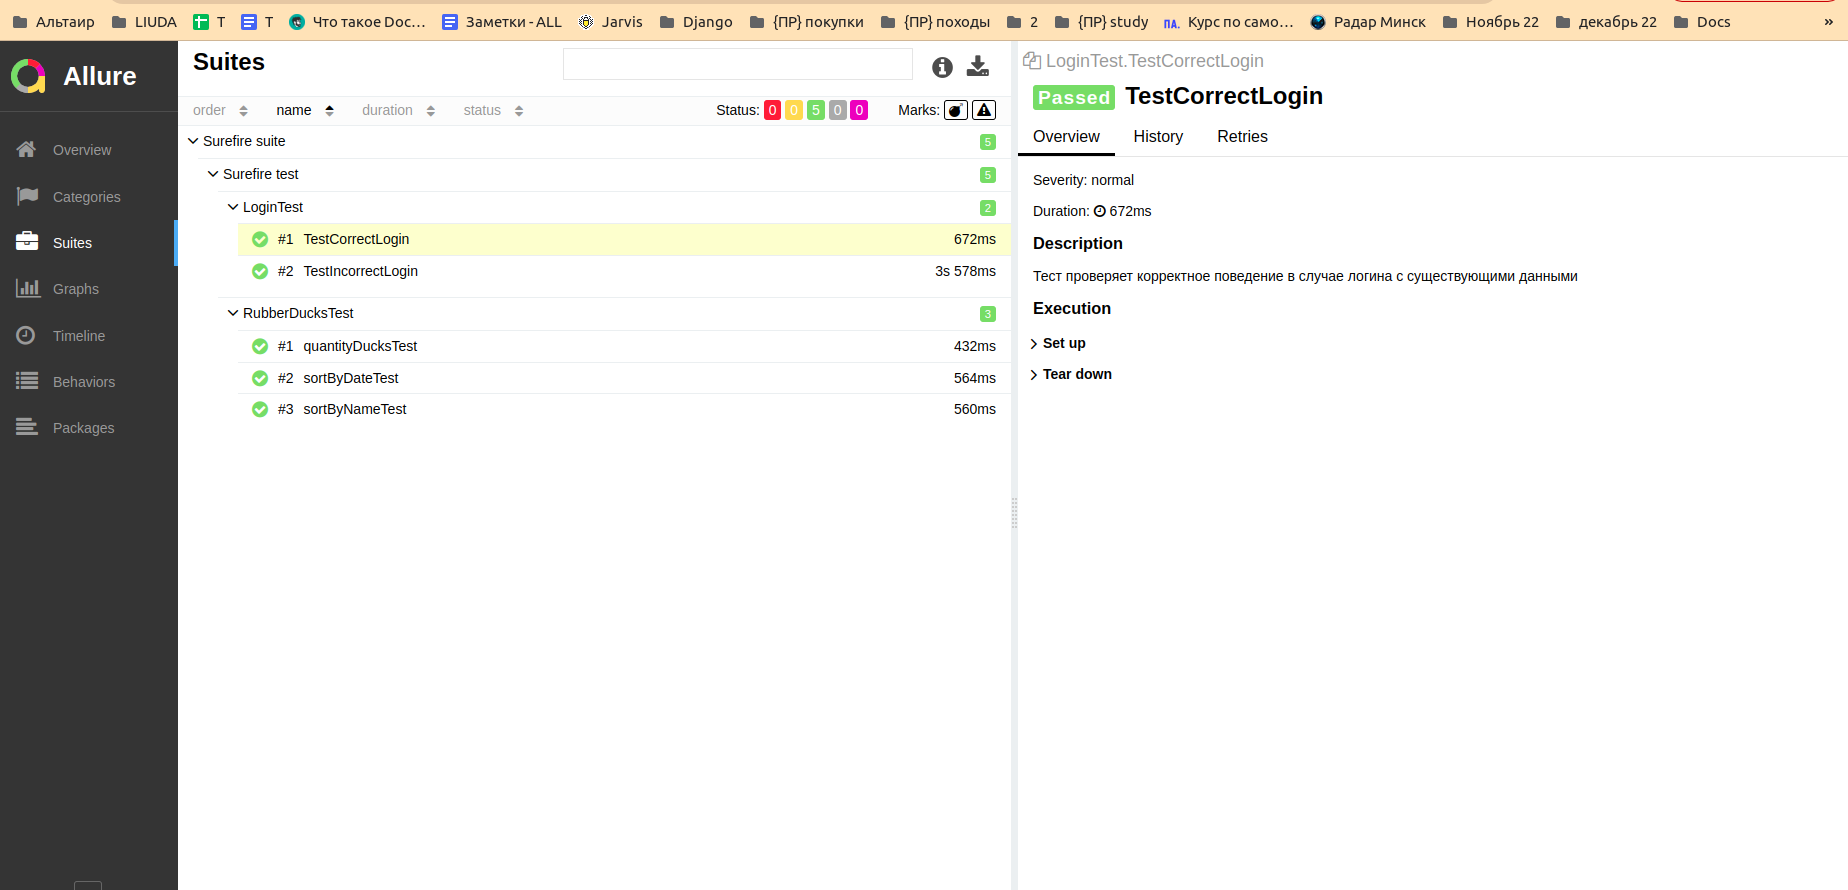 Альтаир LIUDA T T Что такое Doc… Заметки - ALL Jarvis Django {ПР} покупки {ПР} походы 2 {ПР} study ПА. Курс по само… Радар Минск Ноябрь 22 декабрь 22 Docs »
Allure
Overview
Categories
Suites
Graphs
Timeline
Behaviors
Packages
Suites
order name duration status Status: 0 0 5 0 0 Marks:
Surefire suite 5
Surefire test 5
LoginTest 2
#1 TestCorrectLogin 672ms
#2 TestIncorrectLogin 3s 578ms
RubberDucksTest 3
#1 quantityDucksTest 432ms
#2 sortByDateTest 564ms
#3 sortByNameTest 560ms
LoginTest.TestCorrectLogin
Passed TestCorrectLogin
Overview History Retries
Severity: normal
Duration: 672ms
Description
Тест проверяет корректное поведение в случае логина с существующими данными
Execution
Set up
Tear down